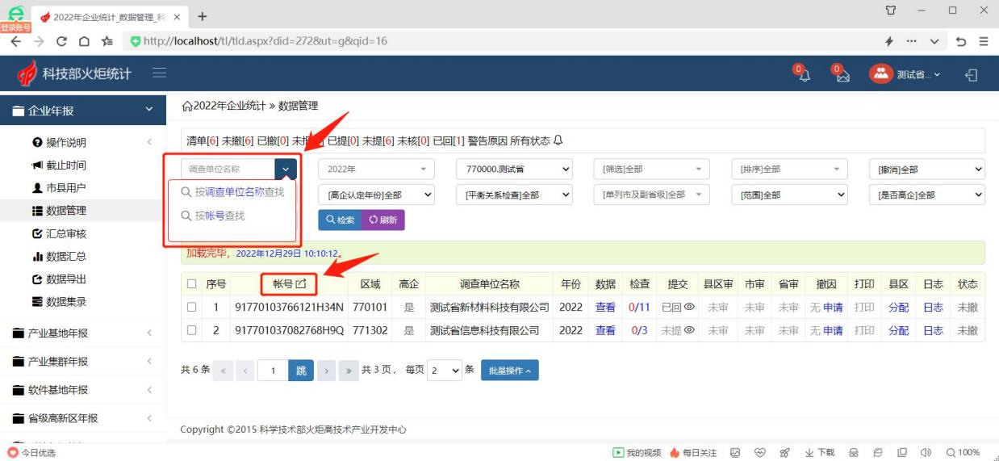 2022年企业统计_数据管理_科
登录账号
http://localhost/tl/tld.aspx?did=272&ut=g&qid=16
科技部火炬统计
0
0
测试省...
企业年报
操作说明
截止时间
市县用户
数据管理
汇总审核
数据汇总
数据导出
数据集录
产业基地年报
产业集群年报
软件基地年报
省级高新区年报
2022年企业统计 » 数据管理
清单[6] 未撤[6] 已撤[0] 未报 已提[0] 未提[6] 未核[0] 已回[1] 警告原因 所有状态
调查单位名称 2022年 770000.测试省 [筛选]全部 [排序]全部 [撤消]全部
按调查单位名称查找 [高企认定年份]全部 [平衡关系检查]全部 [单列市及副省级]全部 [范围]全部 [是否高企]全部
按帐号查找 检索 刷新
加载完毕，2022年12月29日 10:10:12。
序号 帐号 区域 高企 调查单位名称 年份 数据 检查 提交 县区审 市审 省审 撤因 打印 县区 日志 状态
1 91770103766121H34N 770101 是 测试省新材料科技有限公司 2022 查看 0/11 已回 未审 未审 未审 无 申请 打印 分配 日志 未撤
2 917701037082768H9Q 771302 是 测试省信息科技有限公司 2022 查看 0/3 未提 未审 未审 未审 无 申请 打印 分配 日志 未撤
共 6 条 « ‹ 1 跳 › » 共 3 页， 每页 2 条 批量操作
Copyright ©2015 科学技术部火炬高技术产业开发中心
今日优选 我的视频 每日关注 下载 100%